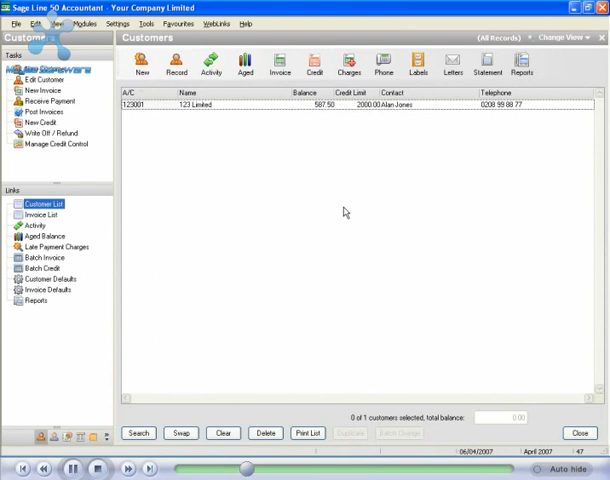 Sage Line 50 Accountant - Your Company Limited
File Edit View Modules Settings Tools Favourites WebLinks Help
Customers
Customers (All Records) Change View
Tasks
Edit Customer
New Invoice
Receive Payment
Post Invoices
New Credit
Write Off / Refund
Manage Credit Control
New Record Activity Aged Invoice Credit Charges Phone Labels Letters Statement Reports
A/C Name Balance Credit Limit Contact Telephone
123001 123 Limited 587.50 2000.00 Alan Jones 0208 99 88 77
Links
Customer List
Invoice List
Activity
Aged Balance
Late Payment Charges
Batch Invoice
Batch Credit
Customer Defaults
Invoice Defaults
Reports
0 of 1 customers selected, total balance: 0.00
Search Swap Clear Delete Print List Duplicate Batch Change Close
06/04/2007 April 2007 47
Auto hide